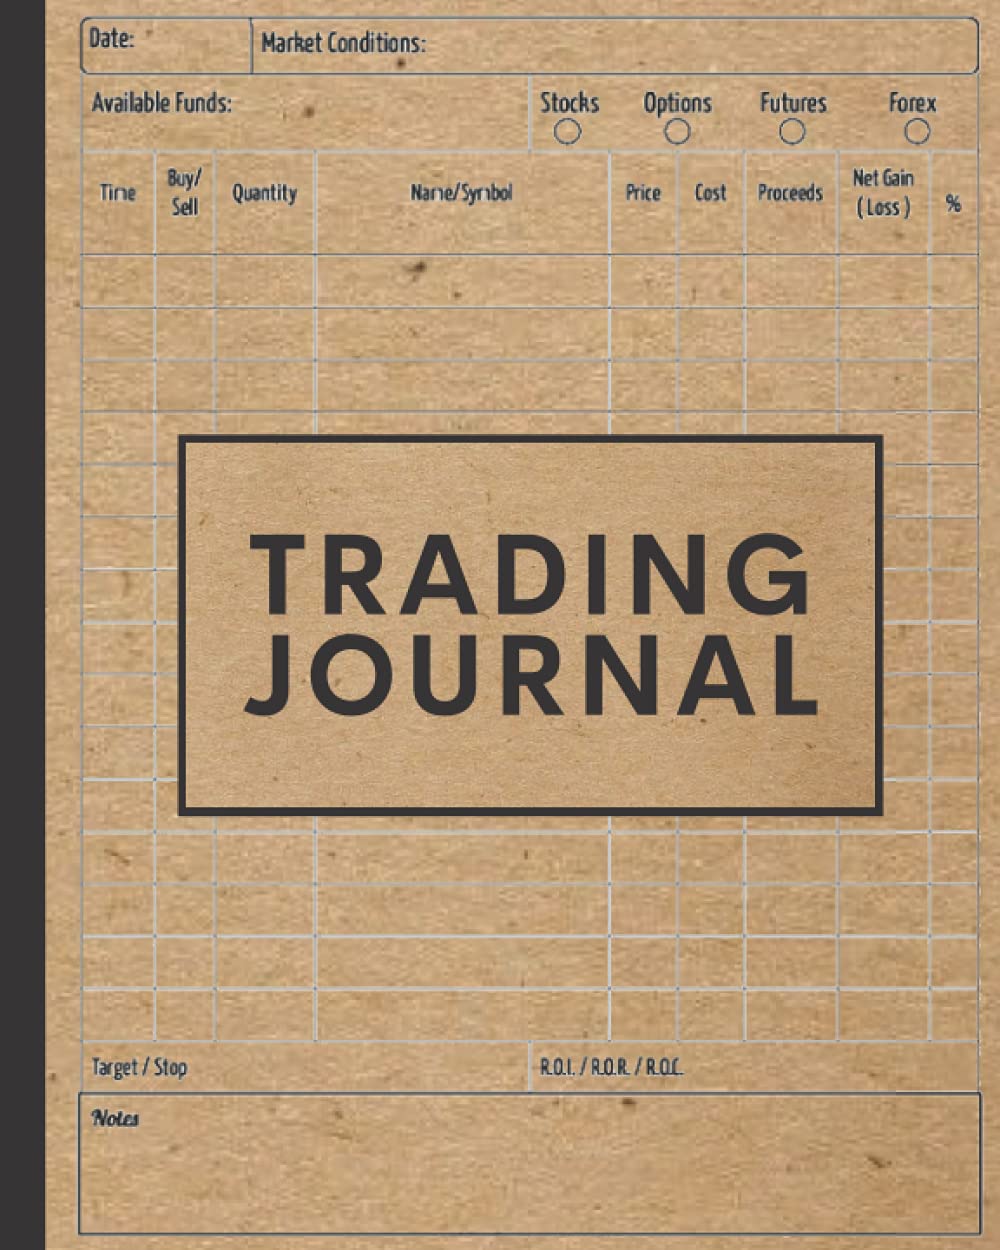 Date: Market Conditions:
Available Funds: Stocks Options Futures Forex
Time Buy/ Sell Quantity Name/Symbol Price Cost Proceeds Net Gain ( Loss ) %
TRADING
JOURNAL
Target / Stop R.O.I. / R.O.R. / R.O.C.
Notes